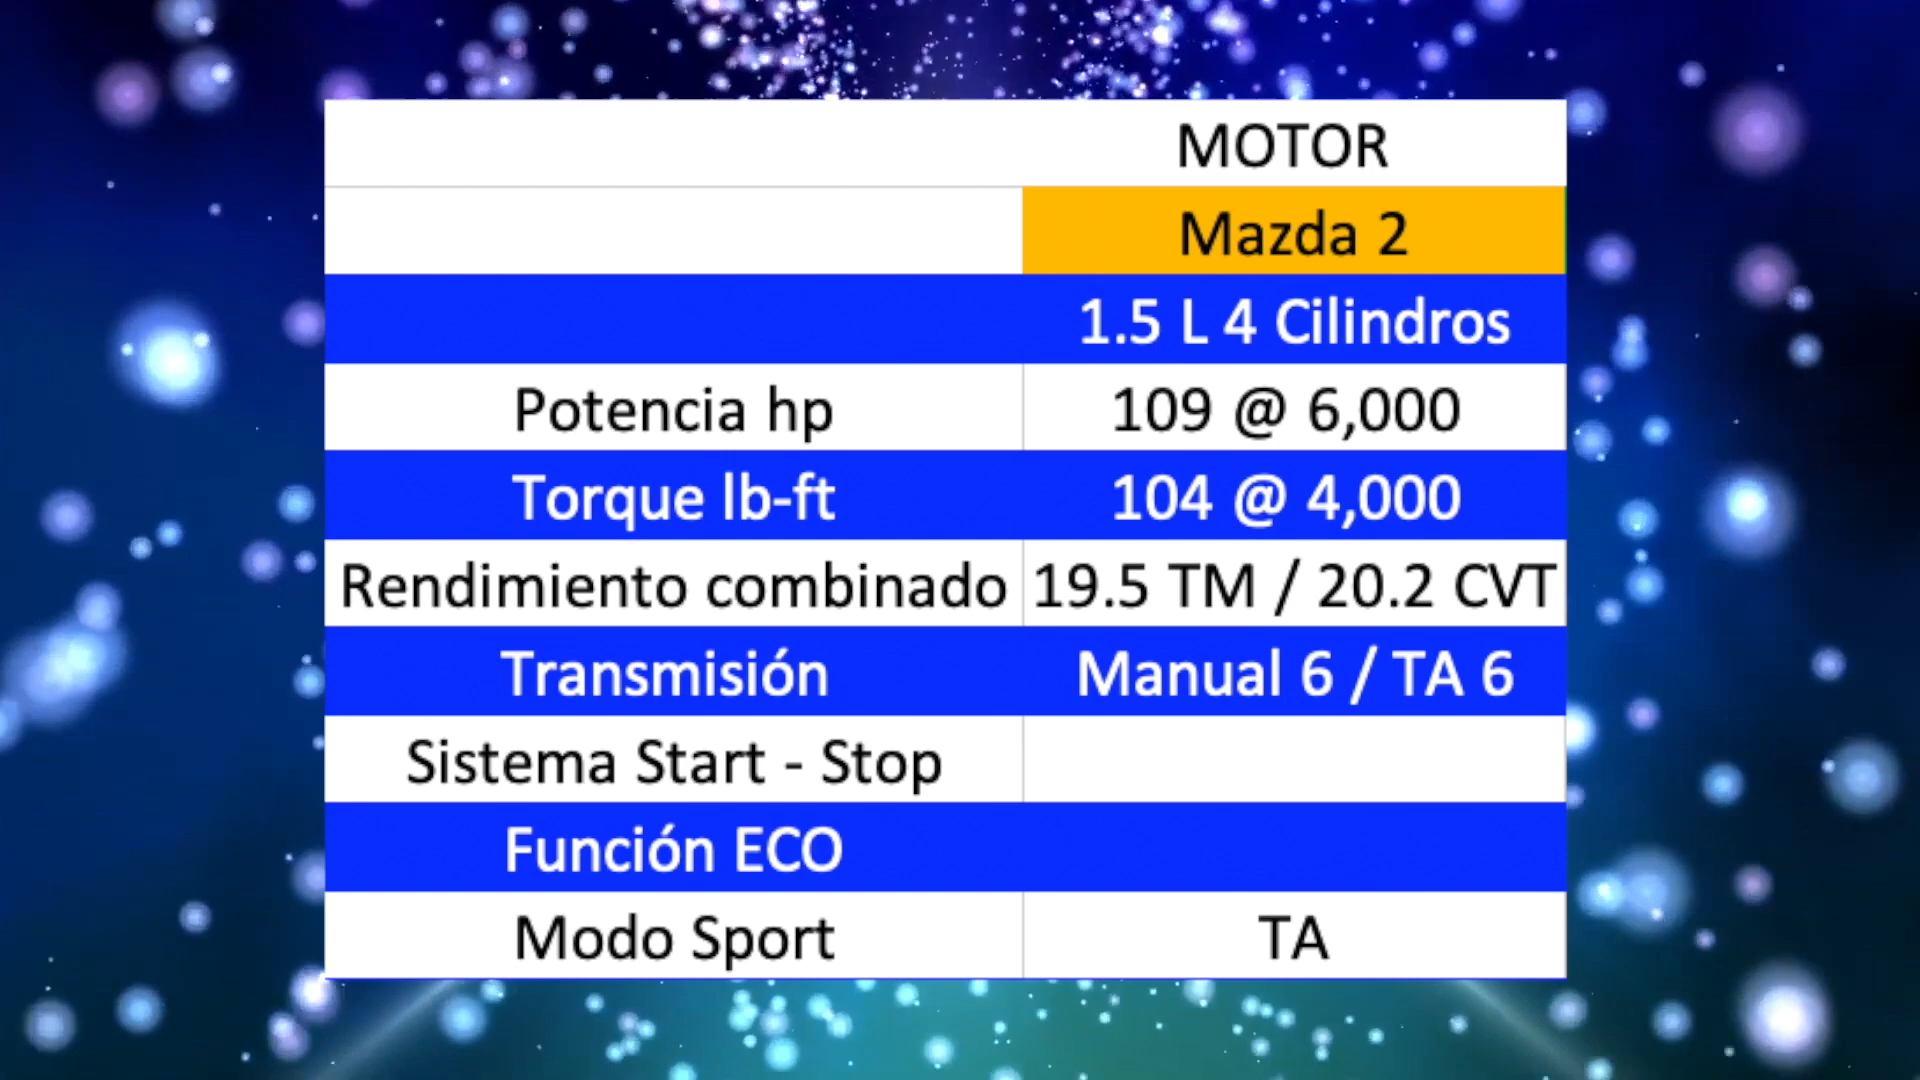 MOTOR
Mazda 2
1.5 L 4 Cilindros
Potencia hp 109 @ 6,000
Torque lb-ft 104 @ 4,000
Rendimiento combinado 19.5 TM / 20.2 CVT
Transmisión Manual 6 / TA 6
Sistema Start - Stop
Función ECO
Modo Sport TA